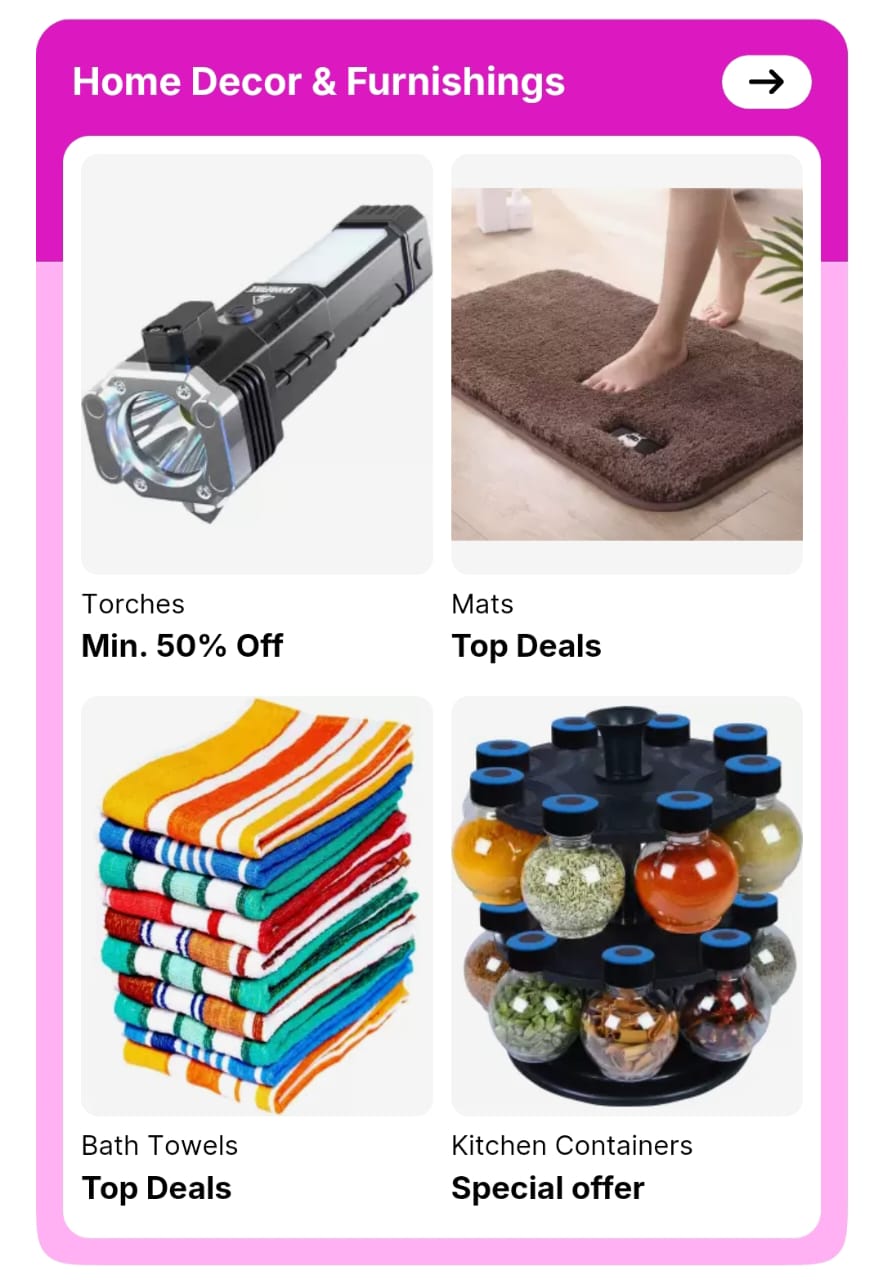 Home Decor & Furnishings
Torches
Min. 50% Off
Mats
Top Deals
Bath Towels
Top Deals
Kitchen Containers
Special offer